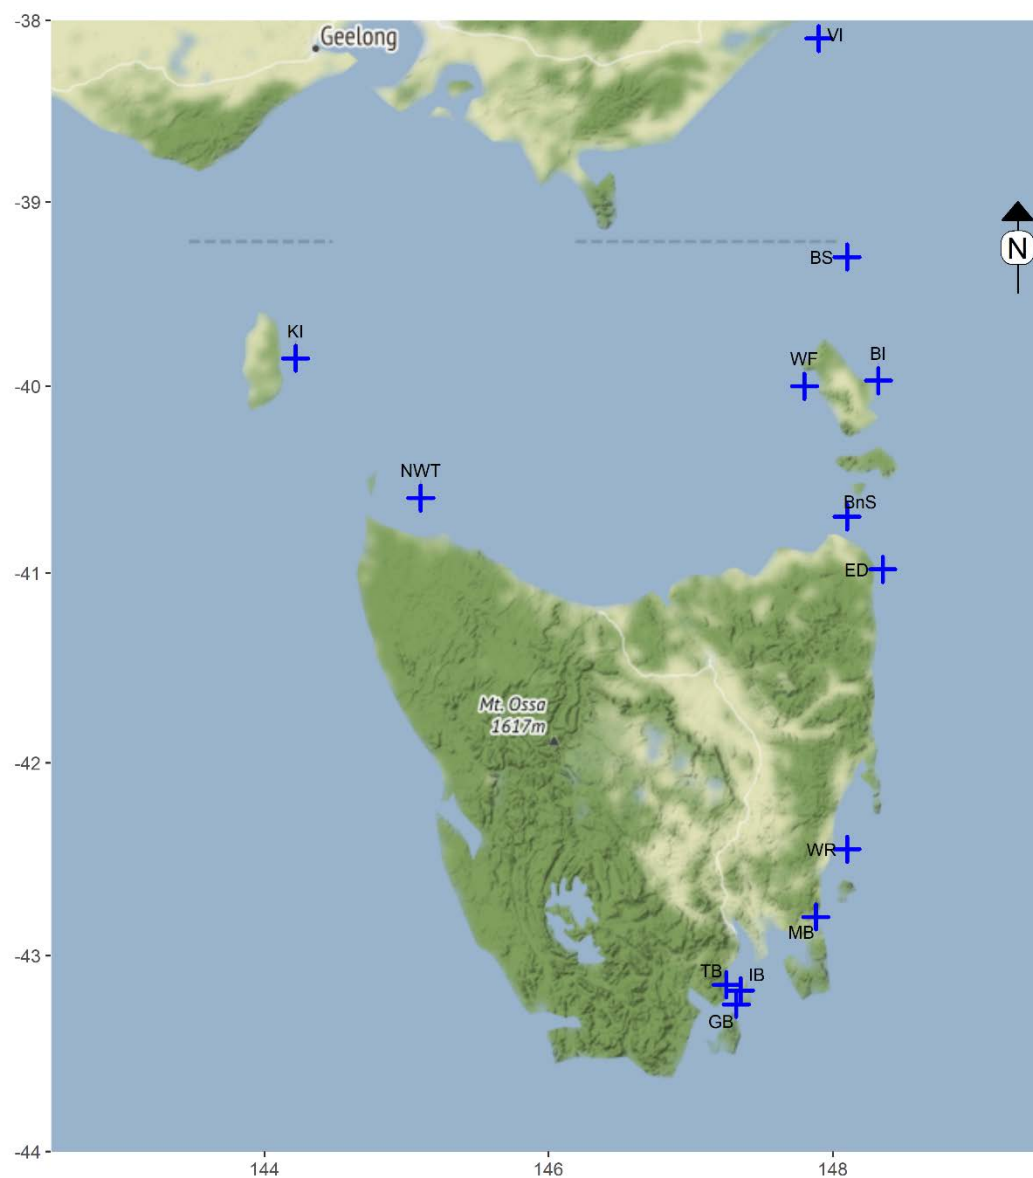 -38
Geelong
VI
-39
N
BS
KI
WF
BI
-40
NWT
BnS
ED
-41
Mt. Ossa
1617m
-42
WR
MB
-43
TB
IB
GB
-44
144
146
148